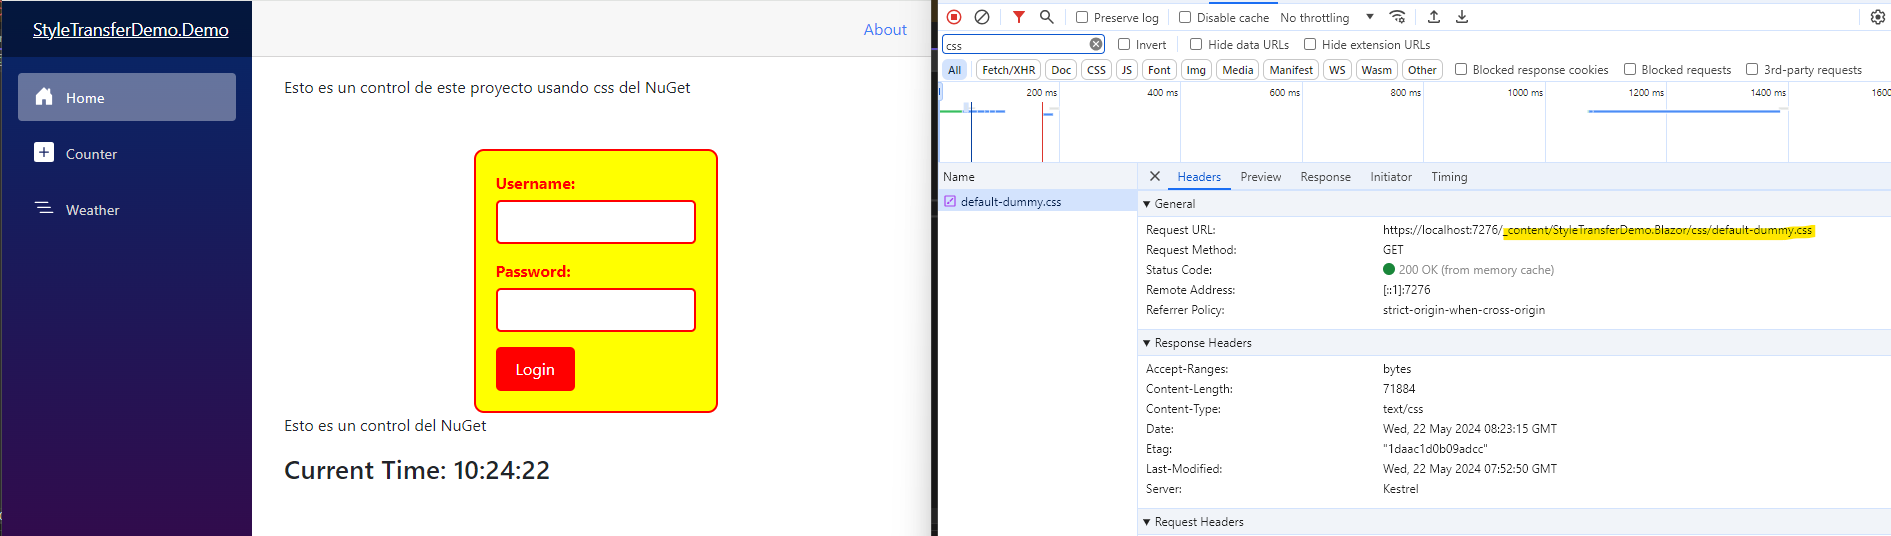 StyleTransferDemo.Demo
About
Home
Counter
Weather
Esto es un control de este proyecto usando css del NuGet
Username:
Password:
Login
Esto es un control del NuGet
Current Time: 10:24:22
Preserve log
Disable cache
No throttling
css
Invert
Hide data URLs
Hide extension URLs
All
Fetch/XHR
Doc
CSS
JS
Font
Img
Media
Manifest
WS
Wasm
Other
Blocked response cookies
Blocked requests
3rd-party requests
200 ms
400 ms
600 ms
800 ms
1000 ms
1200 ms
1400 ms
1600
Name
Headers
Preview
Response
Initiator
Timing
default-dummy.css
General
Request URL: https://localhost:7276/_content/StyleTransferDemo.Blazor/css/default-dummy.css
Request Method: GET
Status Code: 200 OK (from memory cache)
Remote Address: [::1]:7276
Referrer Policy: strict-origin-when-cross-origin
Response Headers
Accept-Ranges: bytes
Content-Length: 71884
Content-Type: text/css
Date: Wed, 22 May 2024 08:23:15 GMT
Etag: "1daac1d0b09adcc"
Last-Modified: Wed, 22 May 2024 07:52:50 GMT
Server: Kestrel
Request Headers